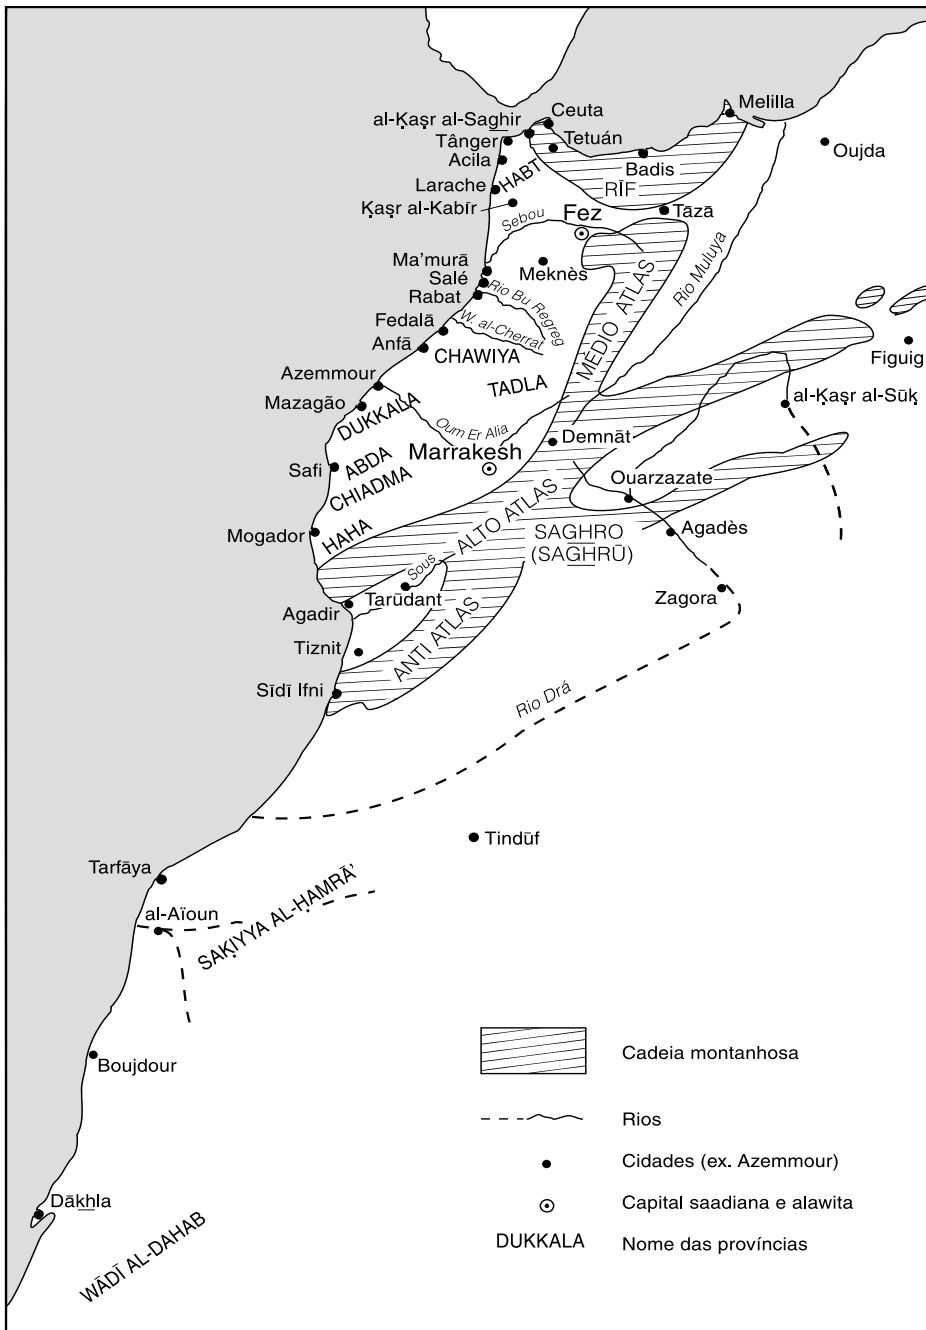 Melilla
Ceuta
al-Ḳaṣr al-Saghir
Tânger
Tetuán
Oujda
Acila
Badis
HABT
RĪF
Larache
Ḳaṣr al-Kabīr
Tāzā
Sebou
Fez
Rio Muluya
Ma'murā
Meknès
Salé
Rabat
Rio Bu Regreg
MÉDIO ATLAS
Fedalā
W. al-Cherrat
Anfā
CHAWIYA
Figuig
Azemmour
TADLA
al-Ḳaṣr al-Sūḳ
Mazagão
DUKKALA
Oum Er Alia
Demnāt
Marrakesh
Safi
ABDA
CHIADMA
Ouarzazate
ALTO ATLAS
Mogador
HAHA
SAGHRO
(SAGHRŪ)
Agadès
Sous
Tarūdant
Zagora
Agadir
ANTI ATLAS
Tiznit
Sīdī Ifni
Rio Drá
Tindūf
Tarfāya
al-Aïoun
SAḲIYYA AL-ḤAMRĀ'
Boujdour
Cadeia montanhosa
Rios
Cidades (ex. Azemmour)
Dākhla
Capital saadiana e alawita
DUKKALA Nome das províncias
WĀDĪ AL-DAHAB